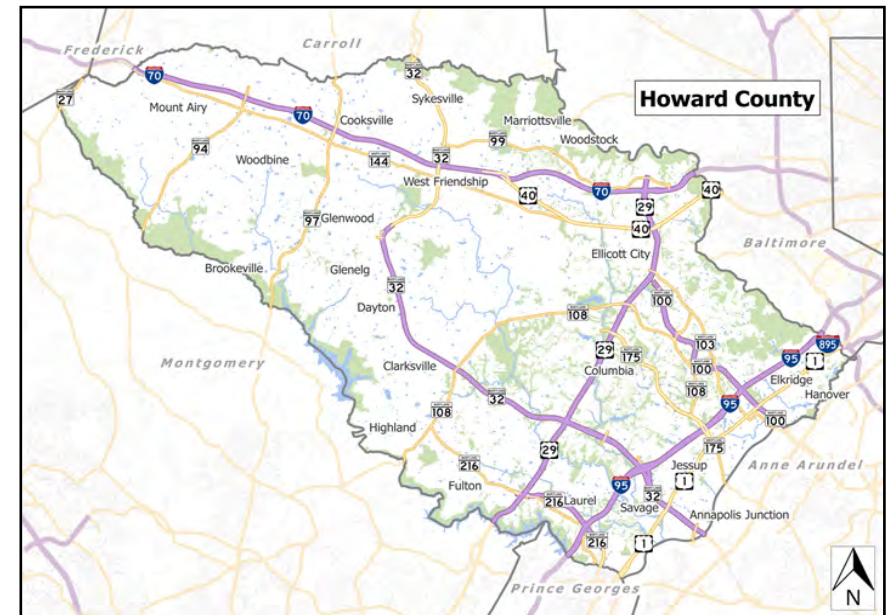 Frederick
Carroll
70
32
27
Mount Airy
Sykesville
Howard County
70
Cooksville
Marriottsville
99
Woodstock
94
144
32
Woodbine
West Friendship
40
70
40
29
97
Glenwood
40
Baltimore
Ellicott City
Brookeville
Glenelg
32
100
Dayton
108
103
895
Montgomery
29
175
95
1
Clarksville
100
Columbia
Elkridge
32
108
Hanover
108
95
100
Highland
29
175
216
Jessup
Anne Arundel
Fulton
95
1
216
Laurel
32
Savage
Annapolis Junction
216
1
Prince Georges
N